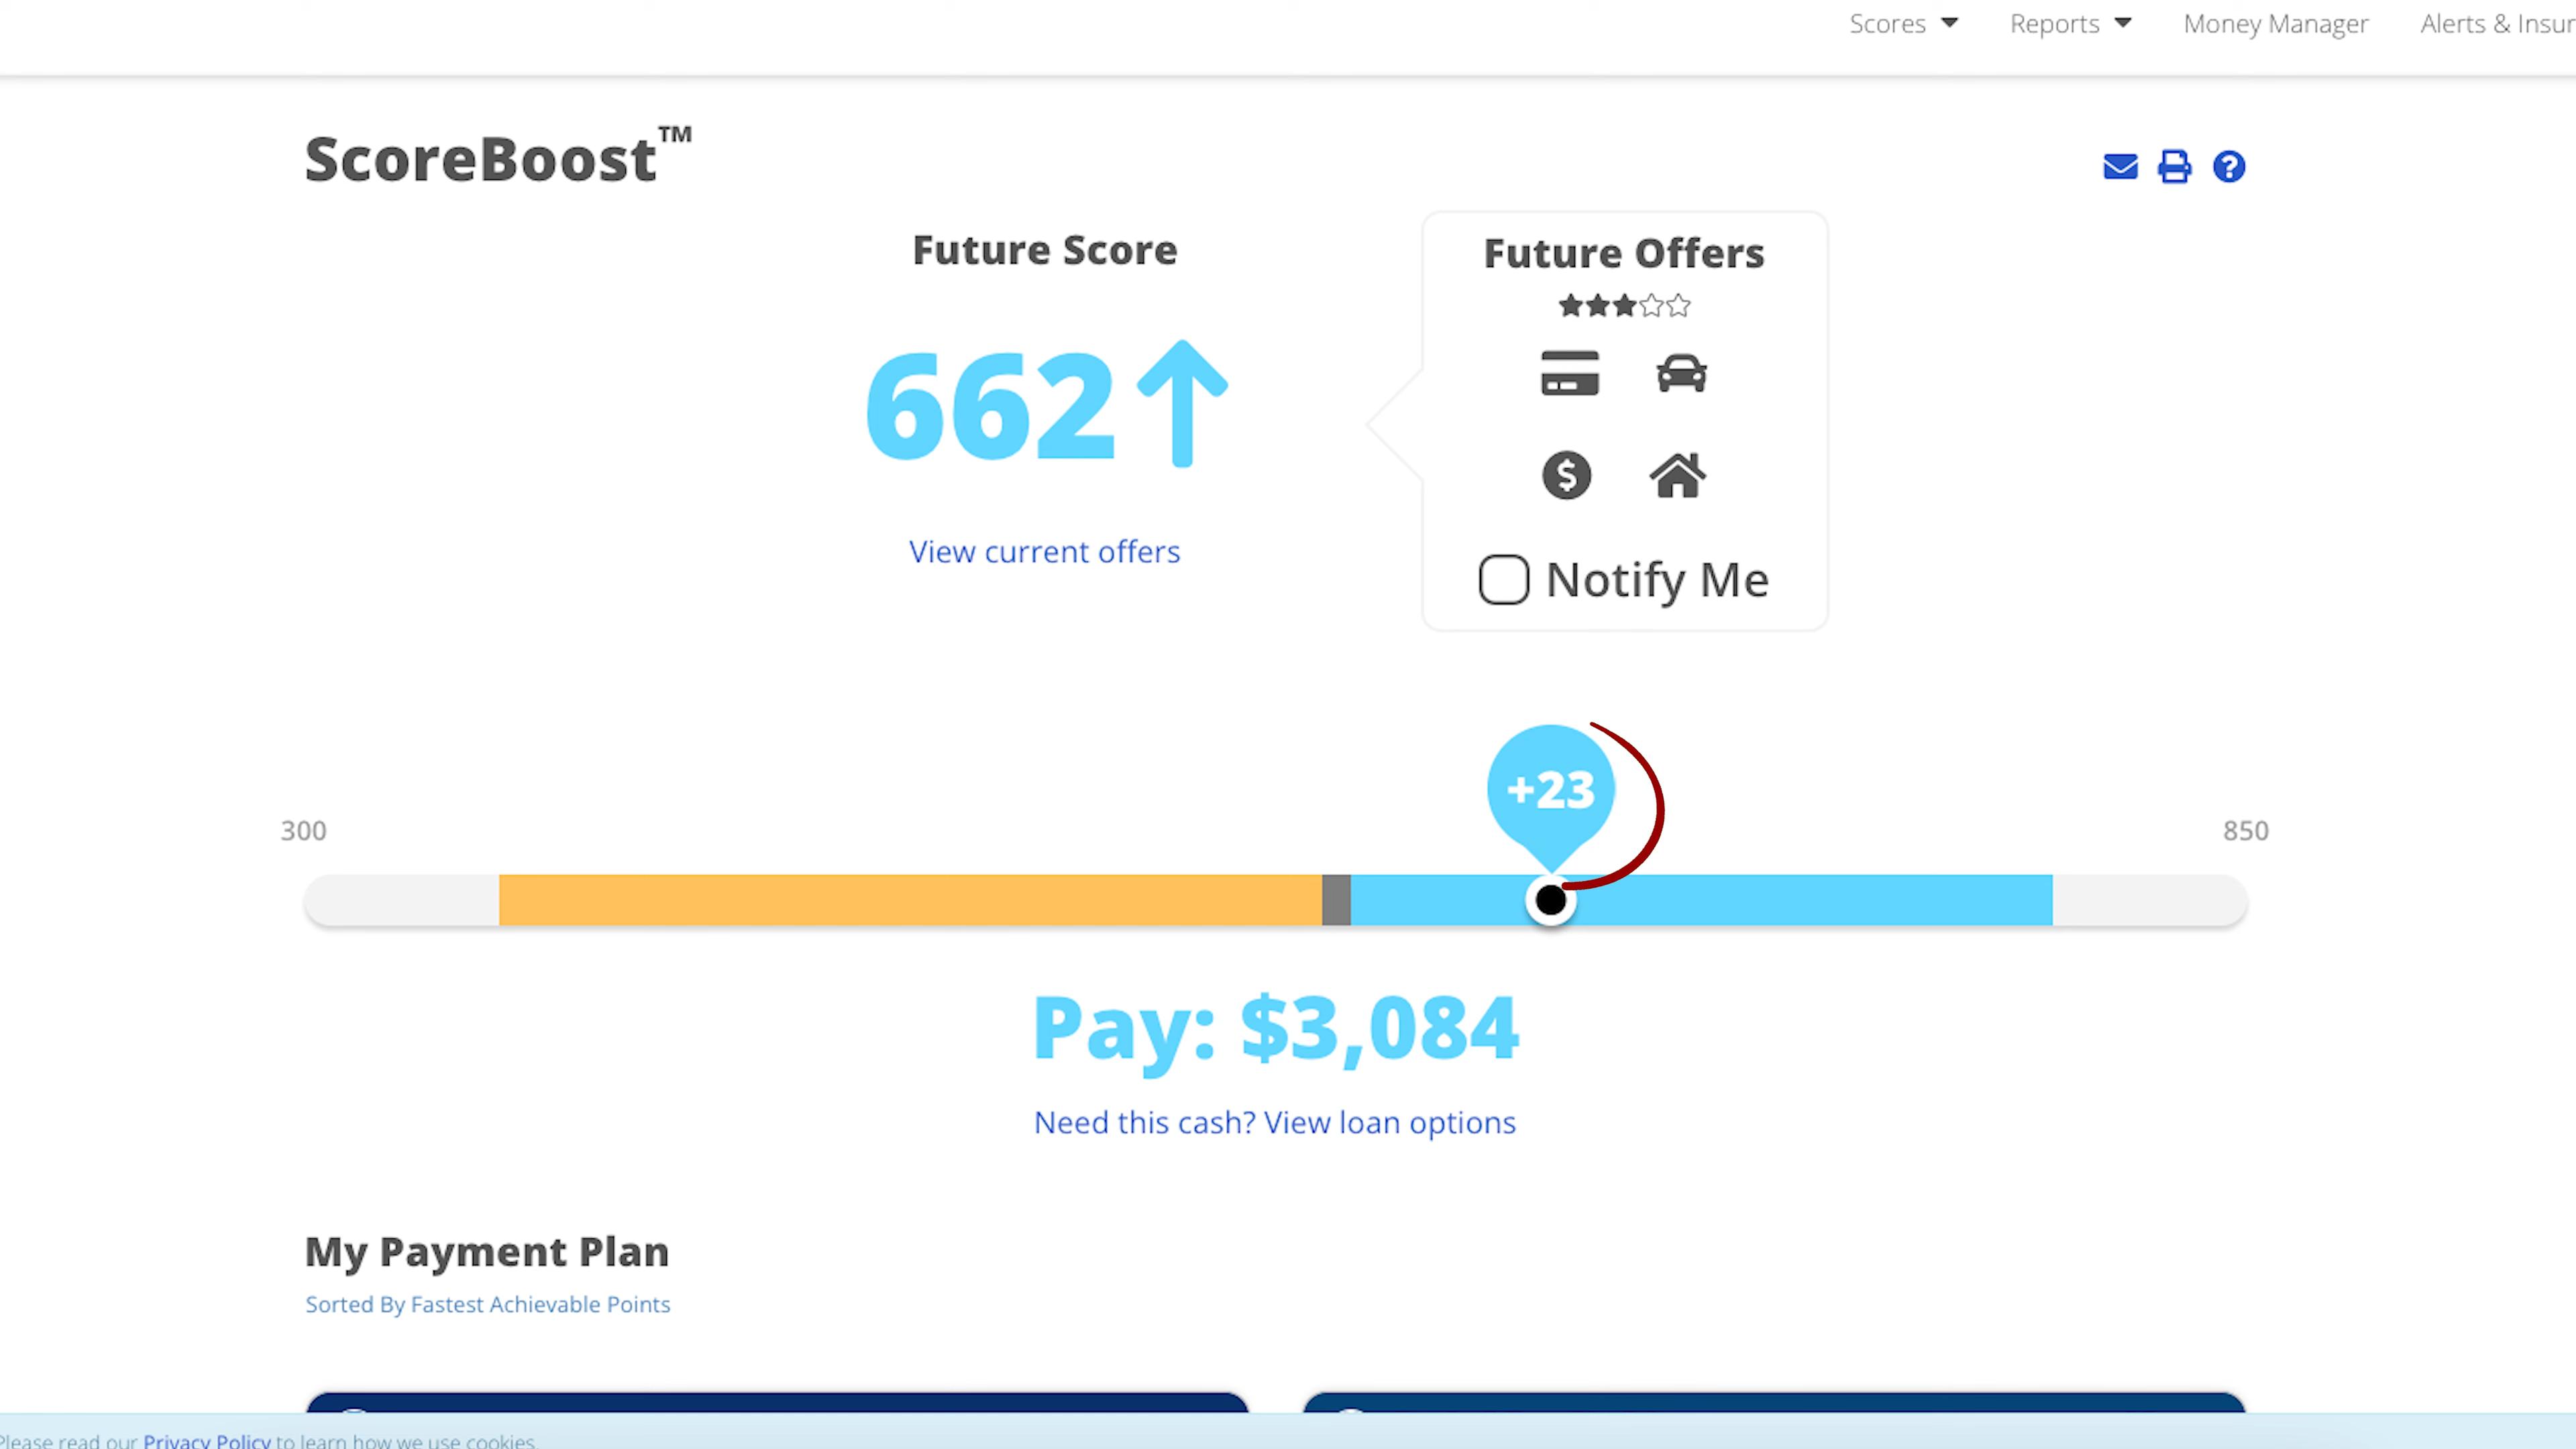 Scores
Reports
Money Manager
Alerts & Insur
ScoreBoost™
Future Score
Future Offers
662
View current offers
Notify Me
+23
300
850
Pay: $3,084
Need this cash? View loan options
My Payment Plan
Sorted By Fastest Achievable Points
Please read our Privacy Policy to learn how we use cookies.